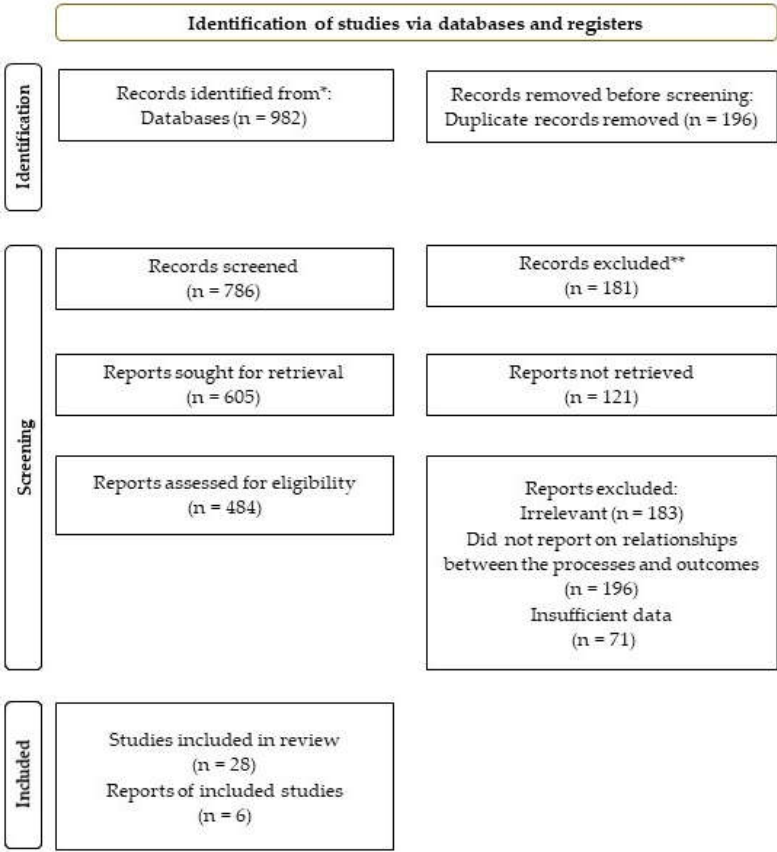 Identification of studies via databases and registers
Identification
Records identified from*:
Databases (n = 982)
Records removed before screening:
Duplicate records removed (n = 196)
Screening
Records screened
(n = 786)
Records excluded**
(n = 181)
Reports sought for retrieval
(n = 605)
Reports not retrieved
(n = 121)
Reports assessed for eligibility
(n = 484)
Reports excluded:
Irrelevant (n = 183)
Did not report on relationships
between the processes and outcomes
(n = 196)
Insufficient data
(n = 71)
Included
Studies included in review
(n = 28)
Reports of included studies
(n = 6)